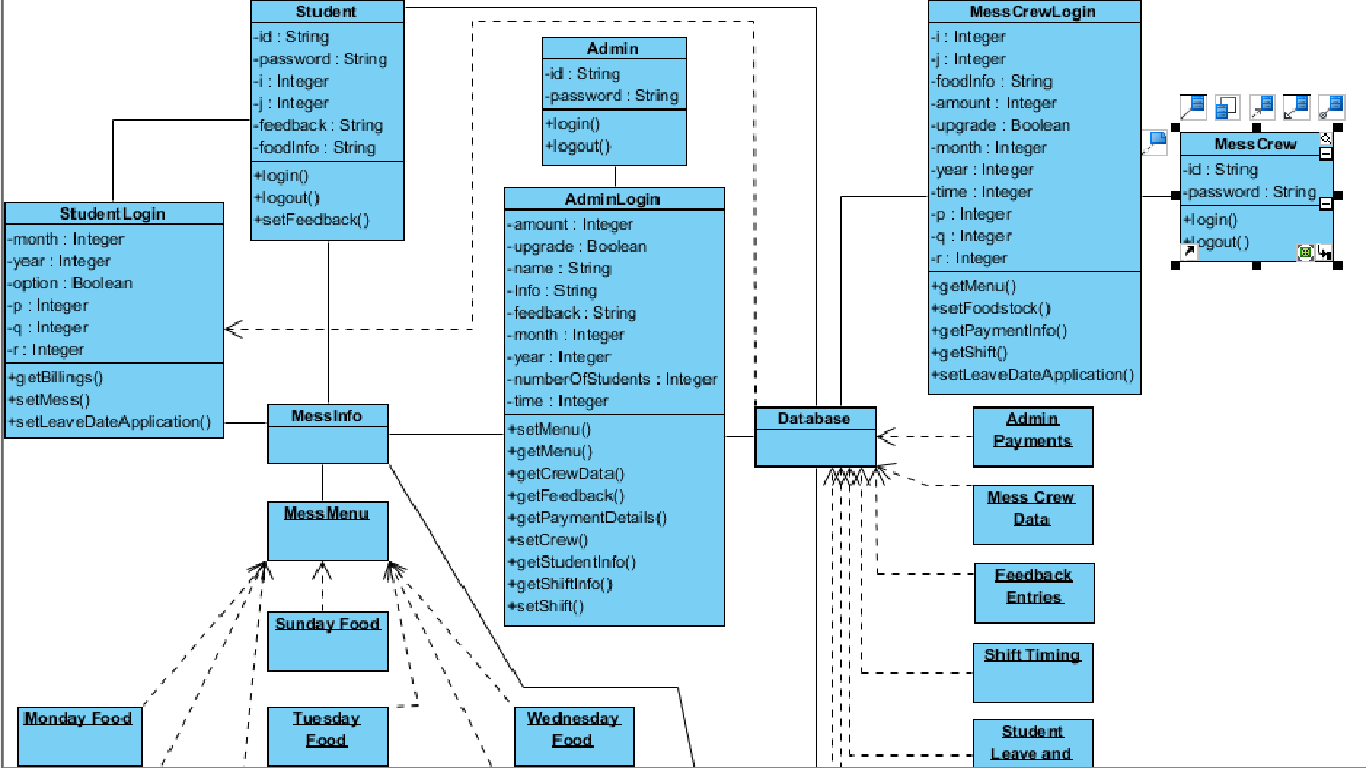 Student
-id : String
-password : String
-i : Integer
-j : Integer
-feedback : String
-foodInfo : String
+login()
+logout()
+setFeedback()
Admin
-id : String
-password : String
+login()
+logout()
MessCrewLogin
-i : Integer
-j : Integer
-foodInfo : String
-amount : Integer
-upgrade : Boolean
-month : Integer
-year : Integer
-time : Integer
-p : Integer
-q : Integer
-r : Integer
+getMenu()
+setFoodstock()
+getPaymentInfo()
+getShift()
+setLeaveDateApplication()
MessCrew
-id : String
-password : String
+login()
+logout()
StudentLogin
-month : Integer
-year : Integer
-option : Boolean
-p : Integer
-q : Integer
-r : Integer
+getBillings()
+setMess()
+setLeaveDateApplication()
AdminLogin
-amount : Integer
-upgrade : Boolean
-name : String
-Info : String
-feedback : String
-month : Integer
-year : Integer
-numberOfStudents : Integer
-time : Integer
+setMenu()
+getMenu()
+getCrewData()
+getFeedback()
+getPaymentDetails()
+setCrew()
+getStudentInfo()
+getShiftInfo()
+setShift()
MessInfo
Database
Admin
Payments
Mess Crew
Data
Feedback
Entries
Shift Timing
Student
Leave and
MessMenu
Sunday Food
Monday Food
Tuesday
Food
Wednesday
Food